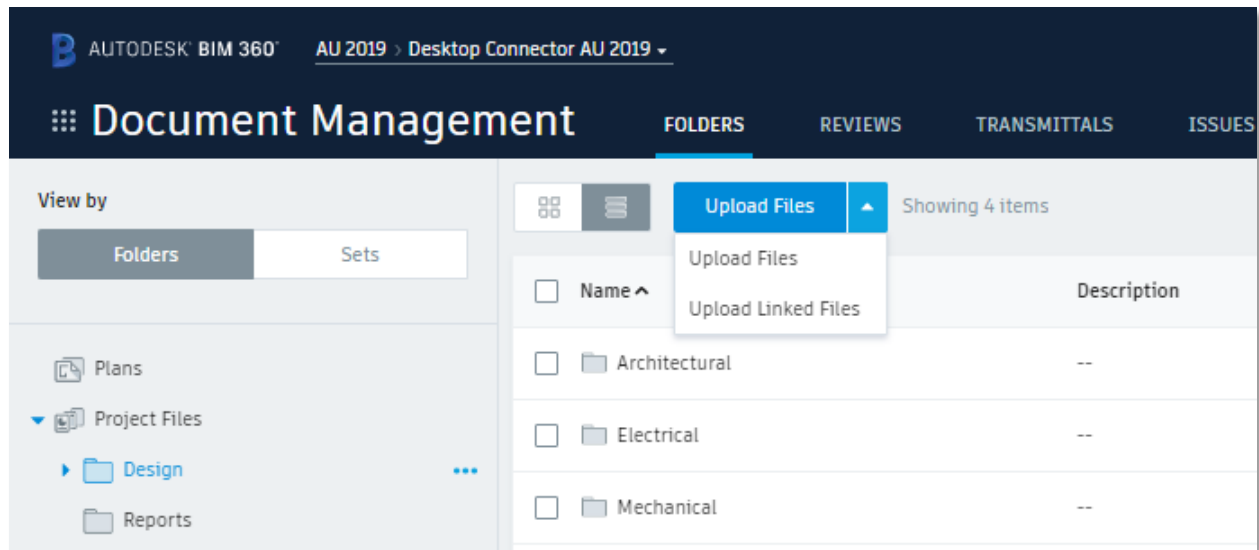 AUTODESK® BIM 360® AU 2019 > Desktop Connector AU 2019
Document Management FOLDERS REVIEWS TRANSMITTALS ISSUES
View by
Folders Sets
Upload Files Showing 4 items
Upload Files
Upload Linked Files
Name Description
Plans
Project Files
Design
Reports
Architectural --
Electrical --
Mechanical --